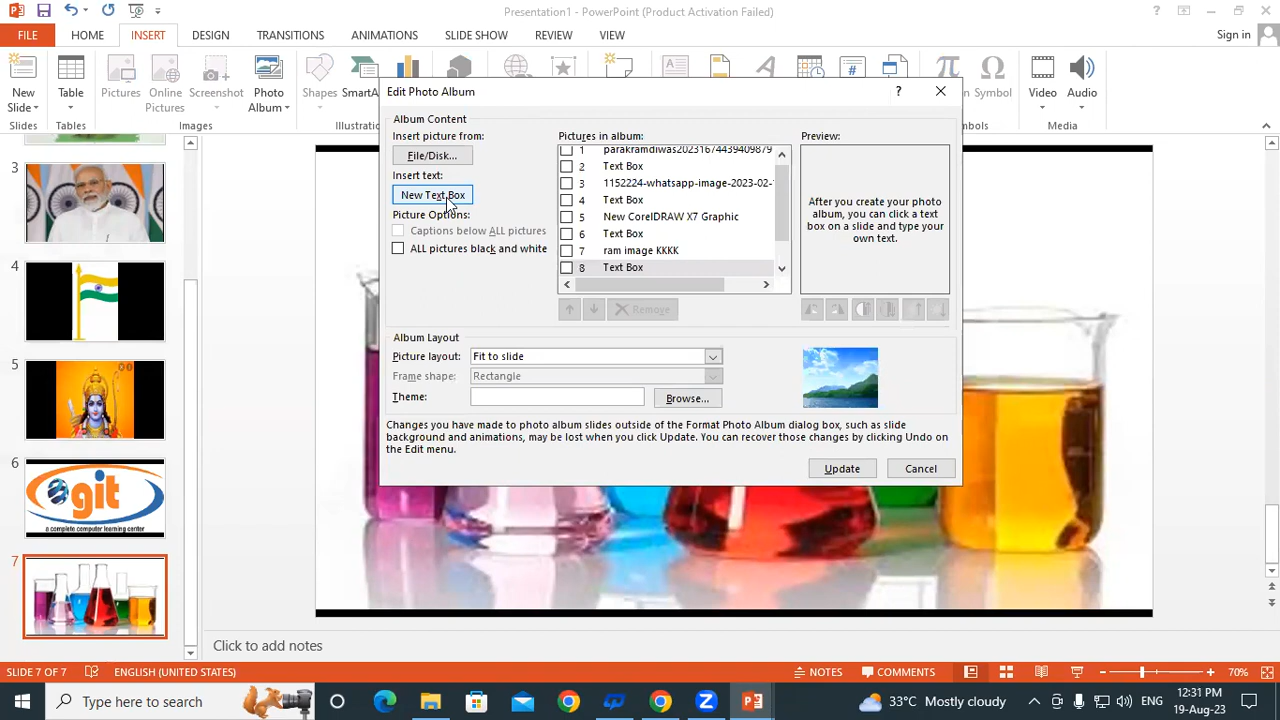 Presentation1 - PowerPoint (Product Activation Failed)
FILE HOME INSERT DESIGN TRANSITIONS ANIMATIONS SLIDE SHOW REVIEW VIEW Sign in
New Slide Table Pictures Online Pictures Screenshot Photo Album Shapes SmartA Symbol Video Audio
Slides Tables Images Illustrati Media
Edit Photo Album
Album Content
Insert picture from:
File/Disk...
Insert text:
New Text Box
Picture Options:
Captions below ALL pictures
ALL pictures black and white
Pictures in album:
1 parakramdiwas20231674439409879
2 Text Box
3 1152224-whatsapp-image-2023-02-
4 Text Box
5 New CorelDRAW X7 Graphic
6 Text Box
7 ram image KKKK
8 Text Box
Remove
Preview:
After you create your photo
album, you can click a text
box on a slide and type your
own text.
Album Layout
Picture layout: Fit to slide
Frame shape: Rectangle
Theme:
Browse...
Changes you have made to photo album slides outside of the Format Photo Album dialog box, such as slide
background and animations, may be lost when you click Update. You can recover those changes by clicking Undo on
the Edit menu.
Update Cancel
3
4
5
6
git
a complete computer learning center
7
Click to add notes
SLIDE 7 OF 7 ENGLISH (UNITED STATES) NOTES COMMENTS 70%
Type here to search 33°C Mostly cloudy ENG 12:31 PM
19-Aug-23